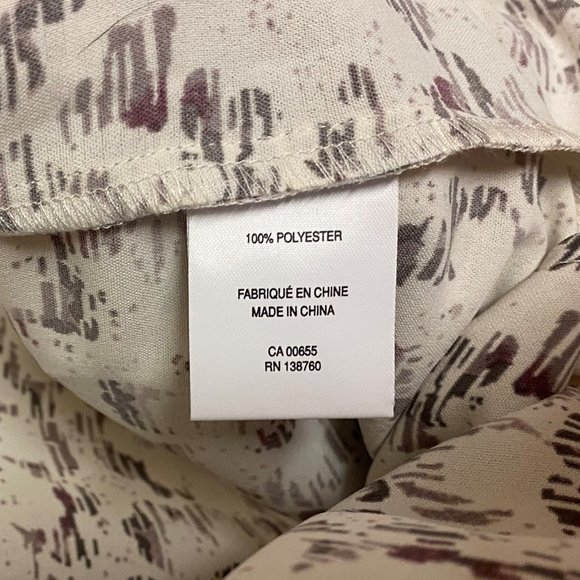 100% POLYESTER
FABRIQUÉ EN CHINE
MADE IN CHINA
CA 00655
RN 138760